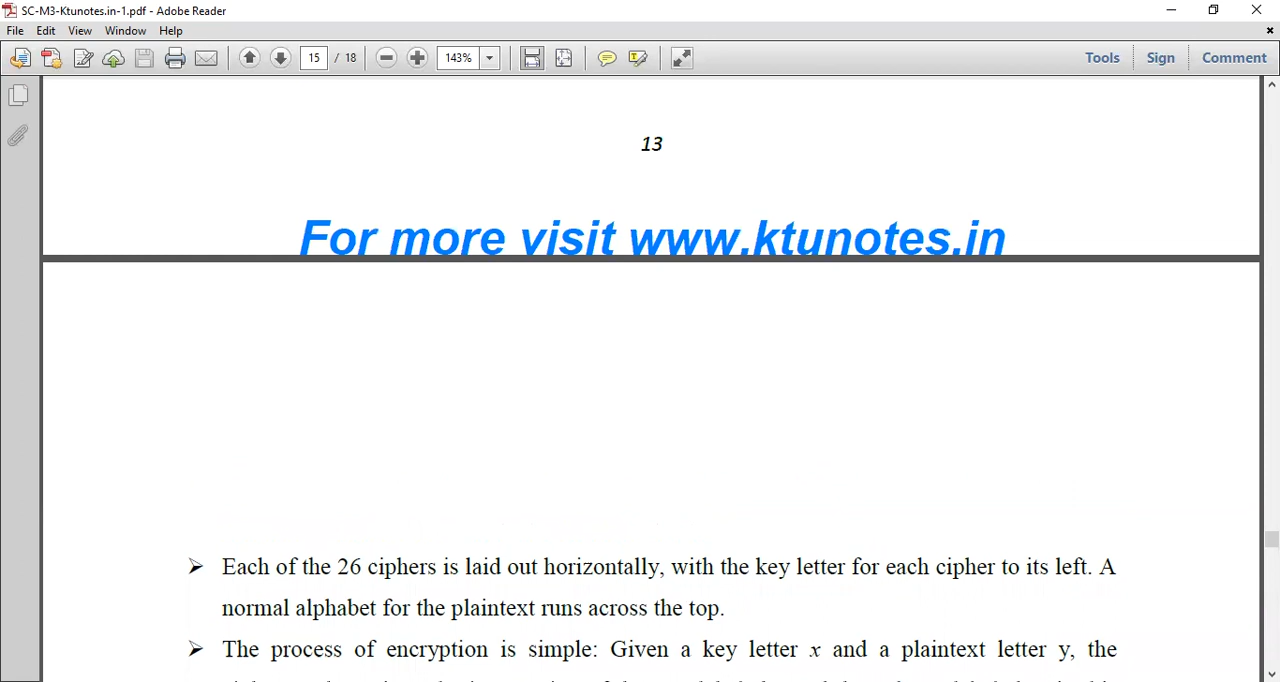 SC-M3-Ktunotes.in-1.pdf - Adobe Reader
File Edit View Window Help
15 / 18 143% Tools Sign Comment
13
For more visit www.ktunotes.in
➢ Each of the 26 ciphers is laid out horizontally, with the key letter for each cipher to its left. A
normal alphabet for the plaintext runs across the top.
➢ The process of encryption is simple: Given a key letter x and a plaintext letter y, the